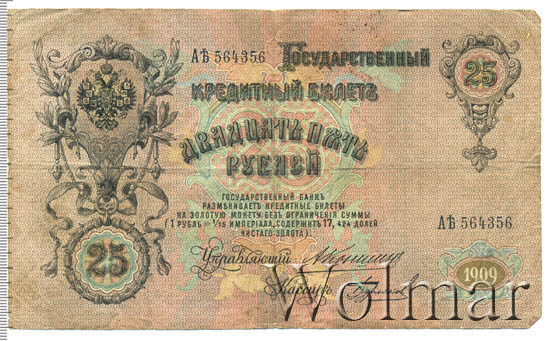 АѢ 564356
ГОСУДАРСТВЕННЫЙ
25
КРЕДИТНЫЙ БИЛЕТЪ
ДВАДЦАТЬ ПЯТЬ
РУБЛЕЙ
ГОСУДАРСТВЕННЫЙ БАНКЪ
РАЗМѢНИВАЕТЪ КРЕДИТНЫЕ БИЛЕТЫ
НА ЗОЛОТУЮ МОНЕТУ БЕЗЪ ОГРАНИЧЕНІЯ СУММЫ
(1 РУБЛЬ = 1/15 ИМПЕРІАЛА, СОДЕРЖИТЪ 17,424 ДОЛЕЙ
ЧИСТАГО ЗОЛОТА).
АѢ 564356
25
Управляющій
Кассиръ
1909
Wolmar